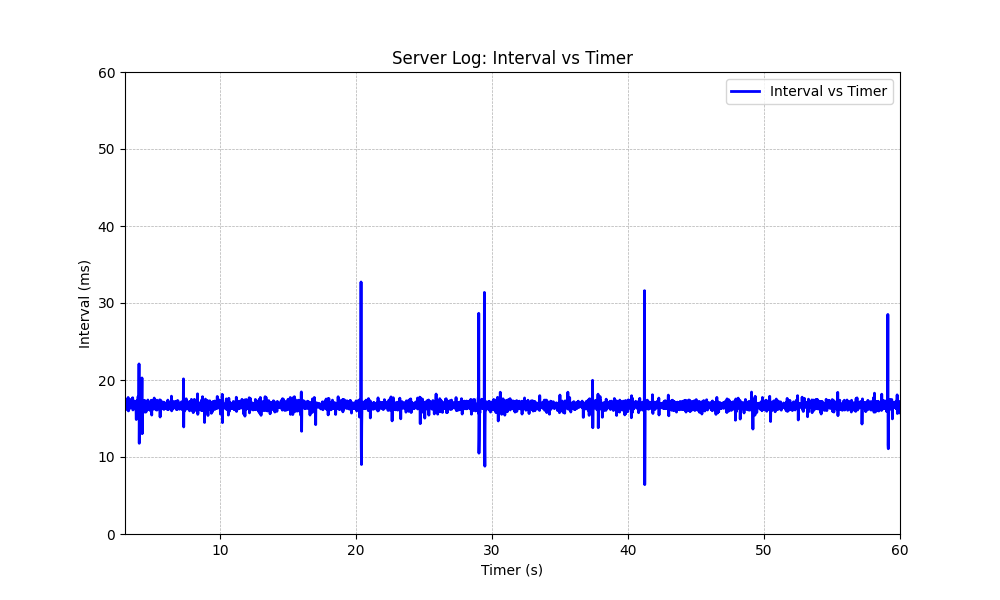 Server Log: Interval vs Timer
Interval vs Timer
60
50
40
30
20
10
0
Interval (ms)
10 20 30 40 50 60
Timer (s)